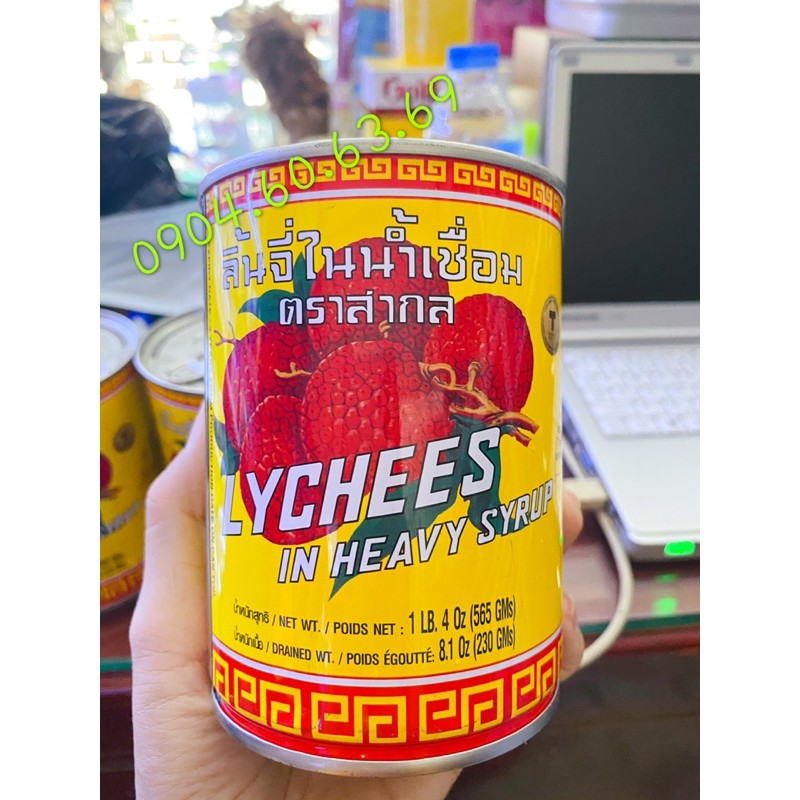 0904.60.63.69
ลิ้นจี่ในน้ำเชื่อม
ตราสากล
LYCHEES
IN HEAVY SYRUP
น้ำหนักสุทธิ / NET WT. / POIDS NET : 1 LB. 4 Oz (565 GMs)
น้ำหนักเนื้อ / DRAINED WT. / POIDS ÉGOUTTÉ: 8.1 Oz (230 GMs)